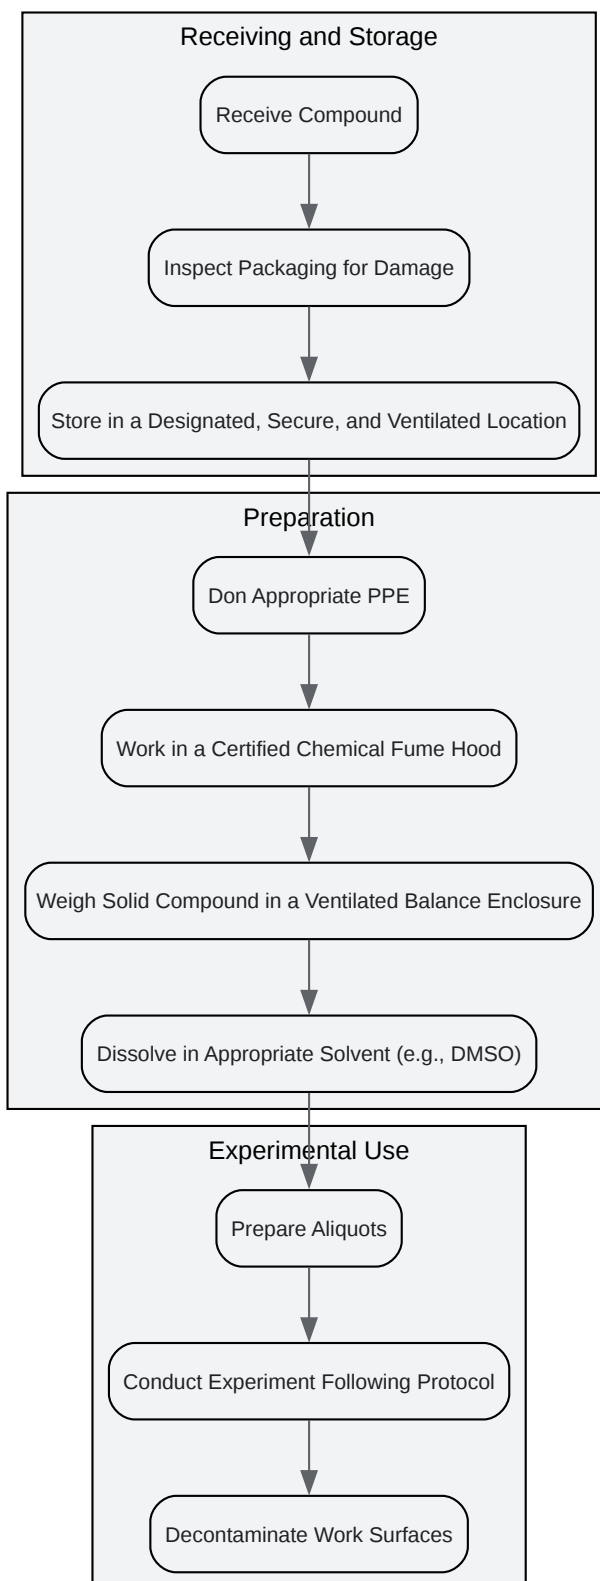 Receiving and Storage
Receive Compound
Inspect Packaging for Damage
Store in a Designated, Secure, and Ventilated Location
Preparation
Don Appropriate PPE
Work in a Certified Chemical Fume Hood
Weigh Solid Compound in a Ventilated Balance Enclosure
Dissolve in Appropriate Solvent (e.g., DMSO)
Experimental Use
Prepare Aliquots
Conduct Experiment Following Protocol
Decontaminate Work Surfaces